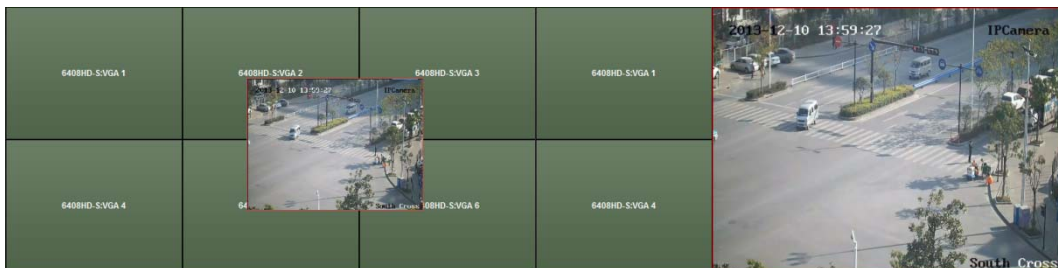 2013-12-10 13:59:27
IPCamera
6408HD-S:VGA 1
6408HD-S:VGA 2
6408HD-S:VGA 3
6408HD-S:VGA 1
2013-12-10 13:59:27
IPCamera
6408HD-S:VGA 4
64
08HD-S:VGA 6
6408HD-S:VGA 4
South Cross
South Cross